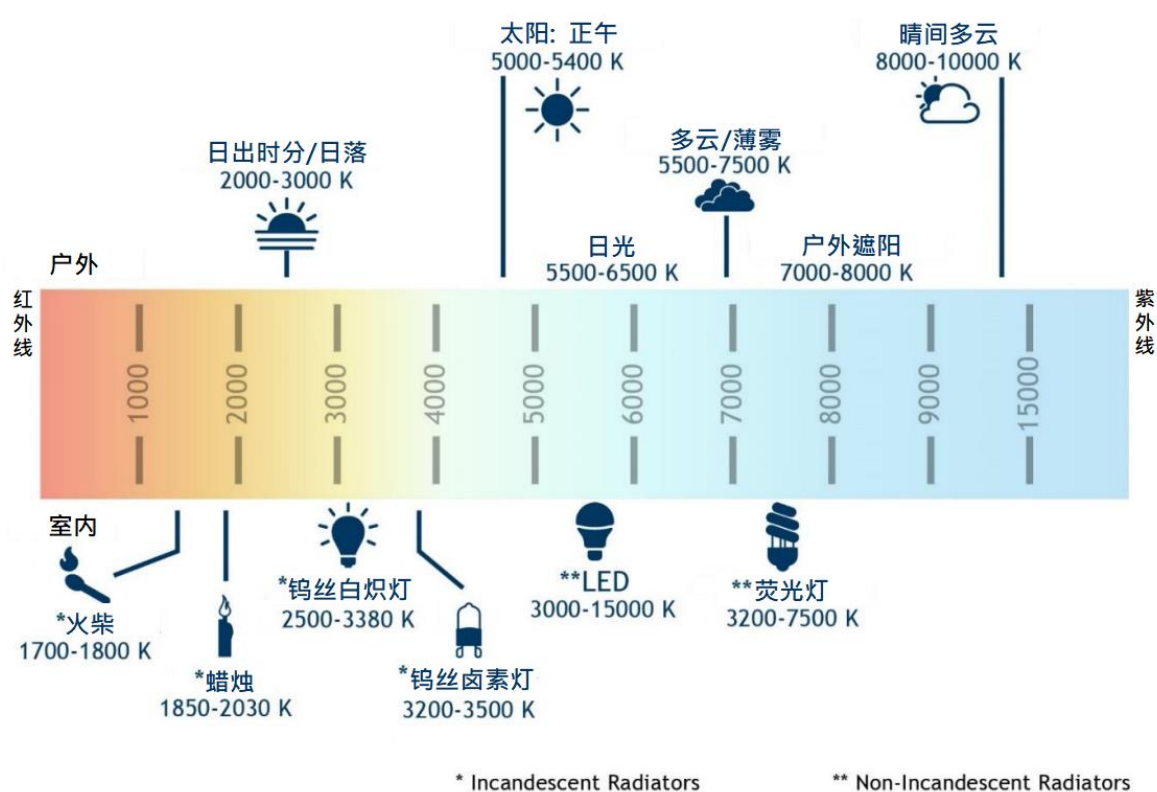 太阳: 正午
5000-5400 K
晴间多云
8000-10000 K
多云/薄雾
5500-7500 K
日出时分/日落
2000-3000 K
日光
5500-6500 K
户外遮阳
7000-8000 K
户外
红外线
紫外线
1000
2000
3000
4000
5000
6000
7000
8000
9000
15000
室内
*火柴
1700-1800 K
*蜡烛
1850-2030 K
*钨丝白炽灯
2500-3380 K
*钨丝卤素灯
3200-3500 K
**LED
3000-15000 K
**荧光灯
3200-7500 K
* Incandescent Radiators
** Non-Incandescent Radiators